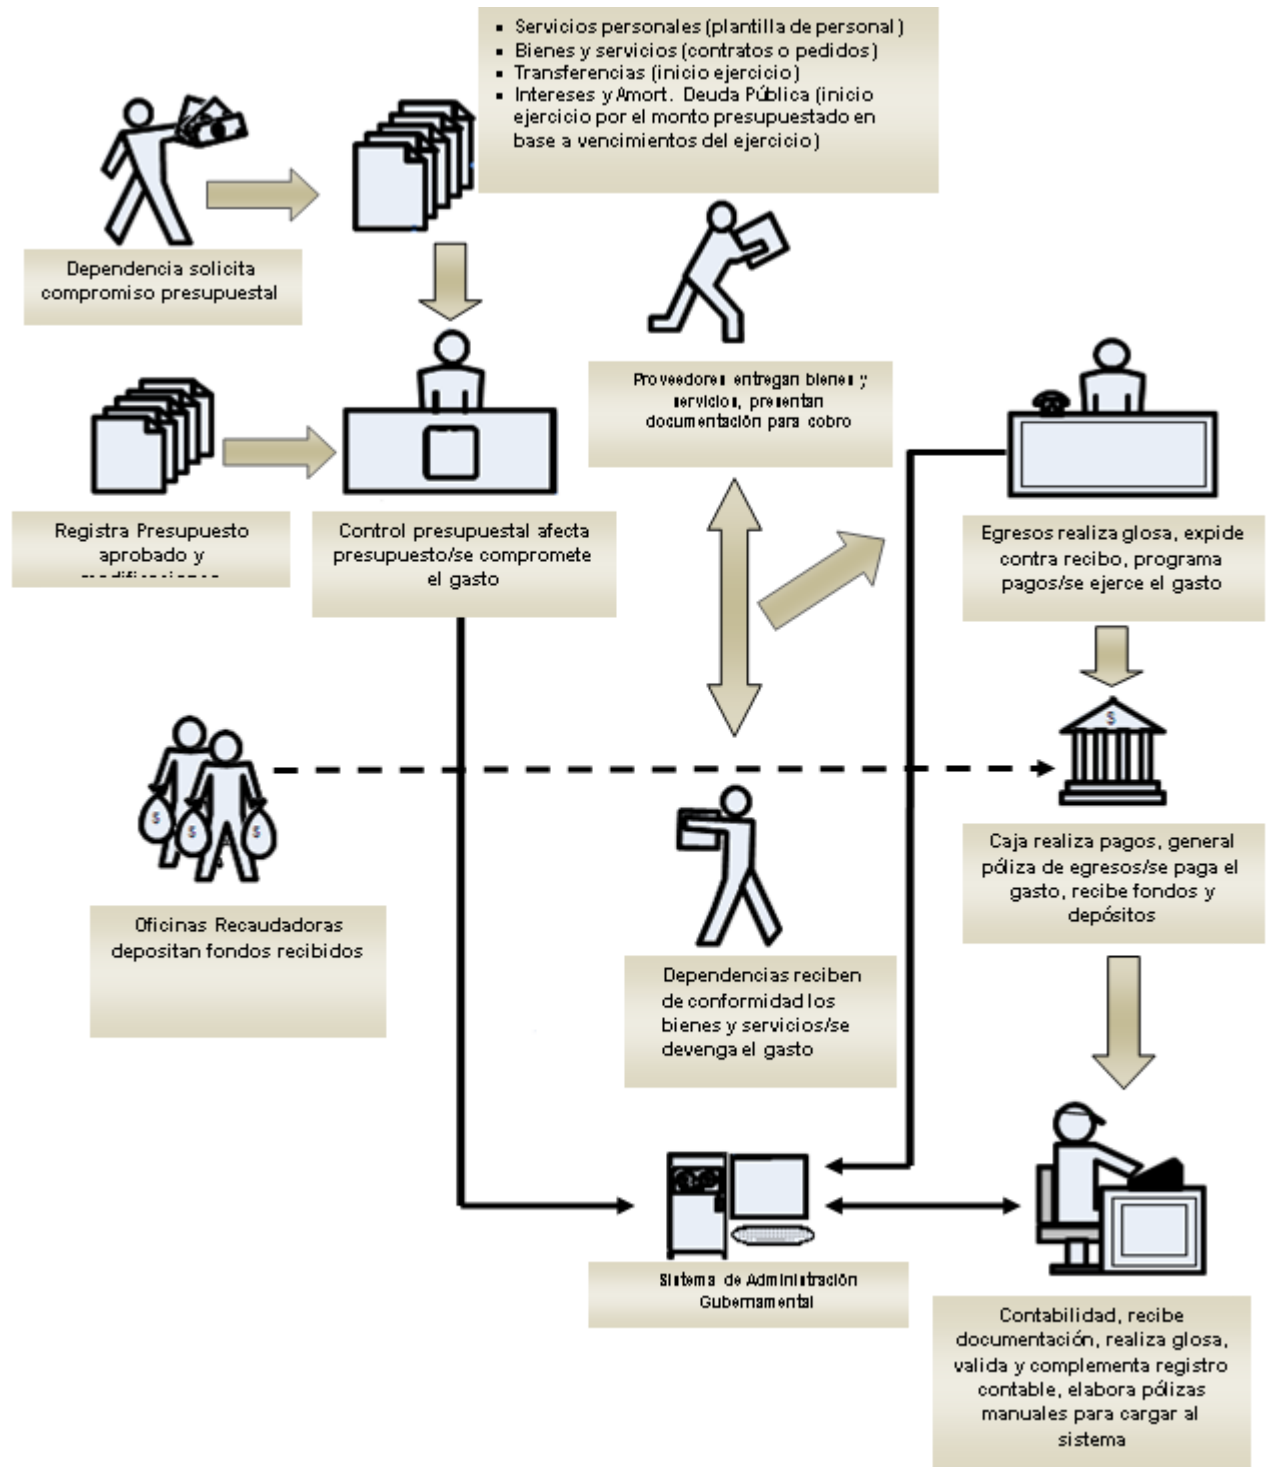 ▪ Servicios personales (plantilla de personal)
▪ Bienes y servicios (contratos o pedidos)
▪ Transferencias (inicio ejercicio)
▪ Intereses y Amort. Deuda Pública (inicio
ejercicio por el monto presupuestado en
base a vencimientos del ejercicio)
Dependencia solicita
compromiso presupuestal
Proveedores entregan bienes y
servicios, presentan
documentación para cobro
Registra Presupuesto
aprobado y
Control presupuestal afecta
presupuesto/se compromete
el gasto
Egresos realiza glosa, expide
contra recibo, programa
pagos/se ejerce el gasto
$
$ $ $
Caja realiza pagos, general
póliza de egresos/se paga el
gasto, recibe fondos y
depósitos
Oficinas Recaudadoras
depositan fondos recibidos
Dependencias reciben
de conformidad los
bienes y servicios/se
devenga el gasto
Sistema de Administración
Gubernamental
Contabilidad, recibe
documentación, realiza glosa,
valida y complementa registro
contable, elabora pólizas
manuales para cargar al
sistema